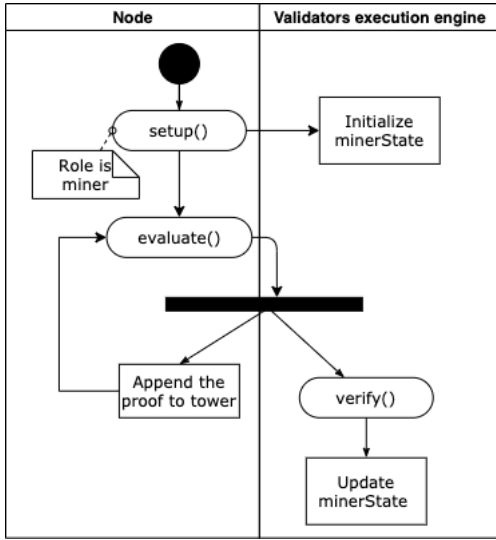 Node
Validators execution engine
setup()
Initialize
minerState
Role is
miner
evaluate()
Append the
proof to tower
verify()
Update
minerState